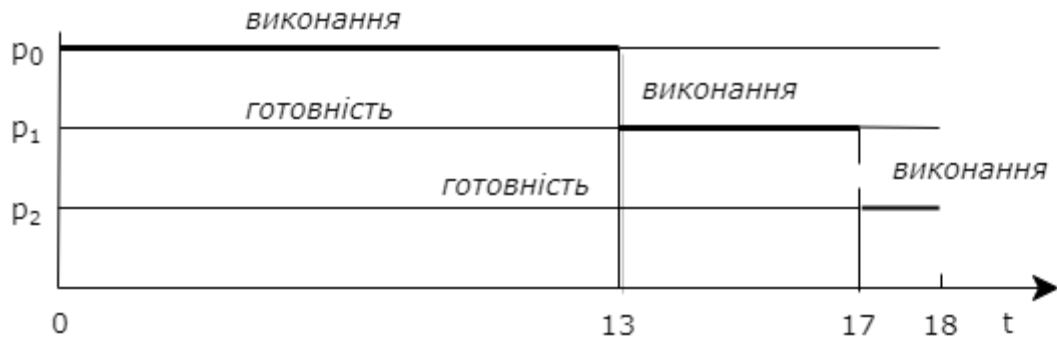 виконання
p0
виконання
готовність
p1
виконання
готовність
p2
0 13 17 18 t